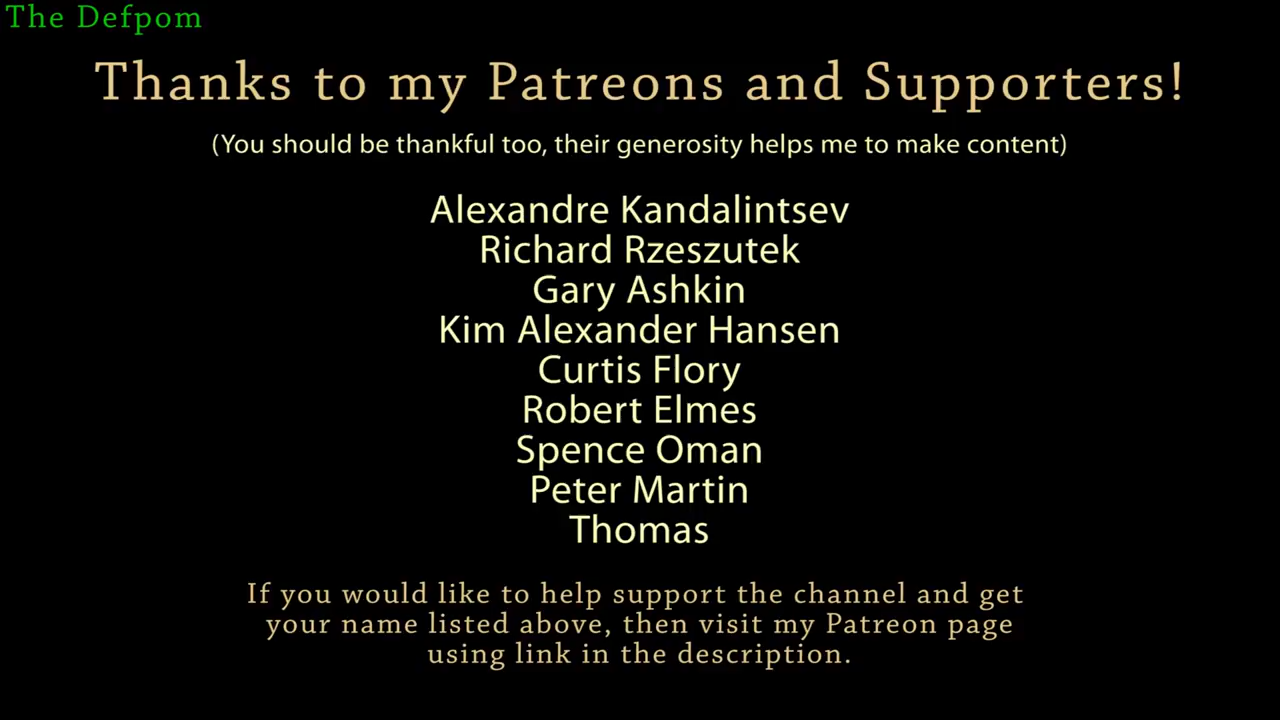 The Defpom
Thanks to my Patreons and Supporters!
(You should be thankful too, their generosity helps me to make content)
Alexandre Kandalintsev
Richard Rzeszutek
Gary Ashkin
Kim Alexander Hansen
Curtis Flory
Robert Elmes
Spence Oman
Peter Martin
Thomas
If you would like to help support the channel and get
your name listed above, then visit my Patreon page
using link in the description.